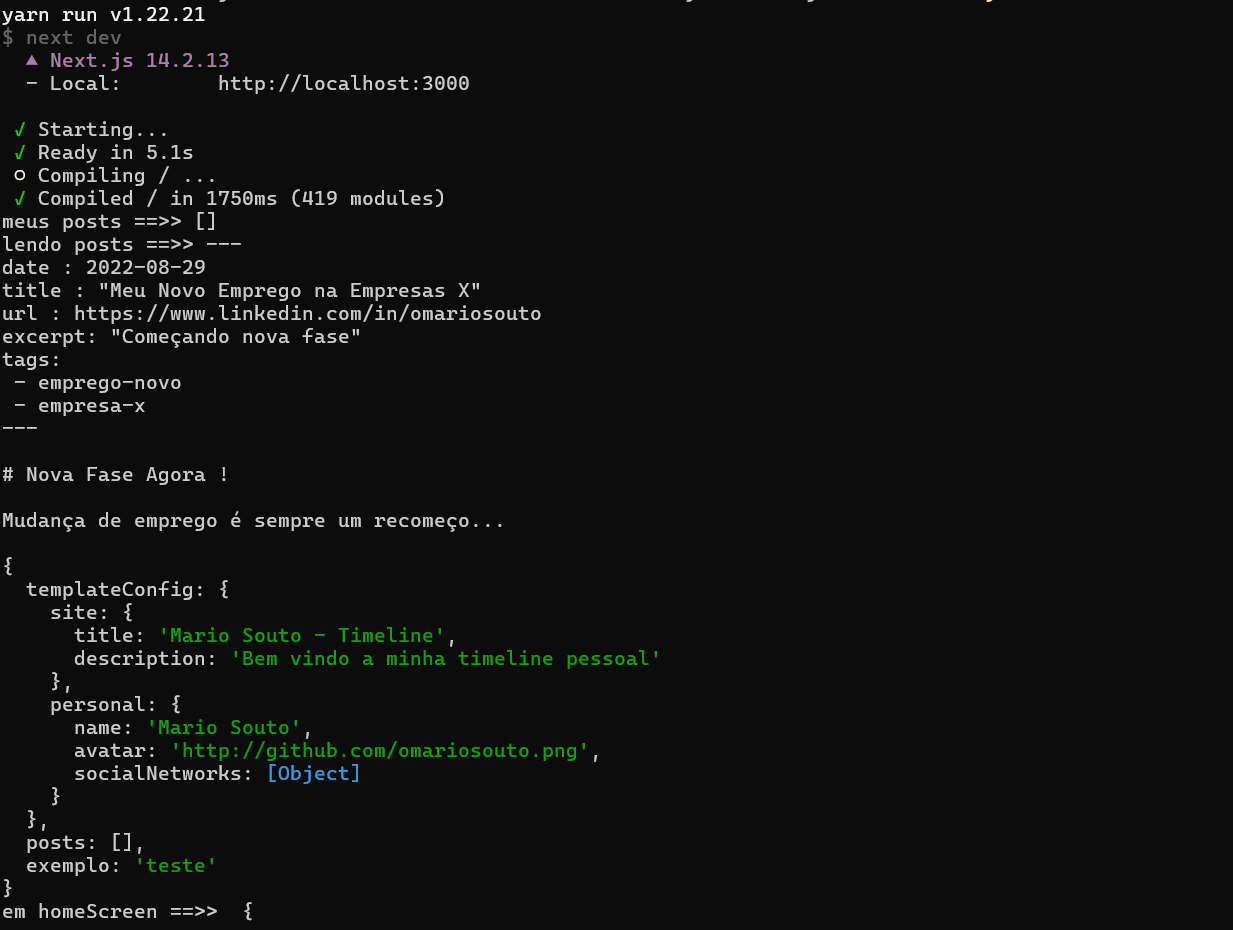 yarn run v1.22.21
$ next dev
▲ Next.js 14.2.13
- Local:        http://localhost:3000
✓ Starting...
✓ Ready in 5.1s
○ Compiling / ...
✓ Compiled / in 1750ms (419 modules)
meus posts ==>> []
lendo posts ==>> ---
date : 2022-08-29
title : "Meu Novo Emprego na Empresas X"
url : https://www.linkedin.com/in/omariosouto
excerpt: "Começando nova fase"
tags:
 - emprego-novo
 - empresa-x
---
# Nova Fase Agora !
Mudança de emprego é sempre um recomeço...
{
  templateConfig: {
    site: {
      title: 'Mario Souto - Timeline',
      description: 'Bem vindo a minha timeline pessoal'
    },
    personal: {
      name: 'Mario Souto',
      avatar: 'http://github.com/omariosouto.png',
      socialNetworks: [Object]
    }
  },
  posts: [],
  exemplo: 'teste'
}
em homeScreen ==>>  {